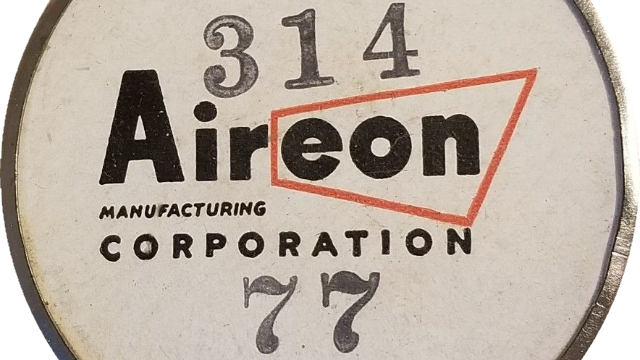 314
Aireon
MANUFACTURING
CORPORATION
77